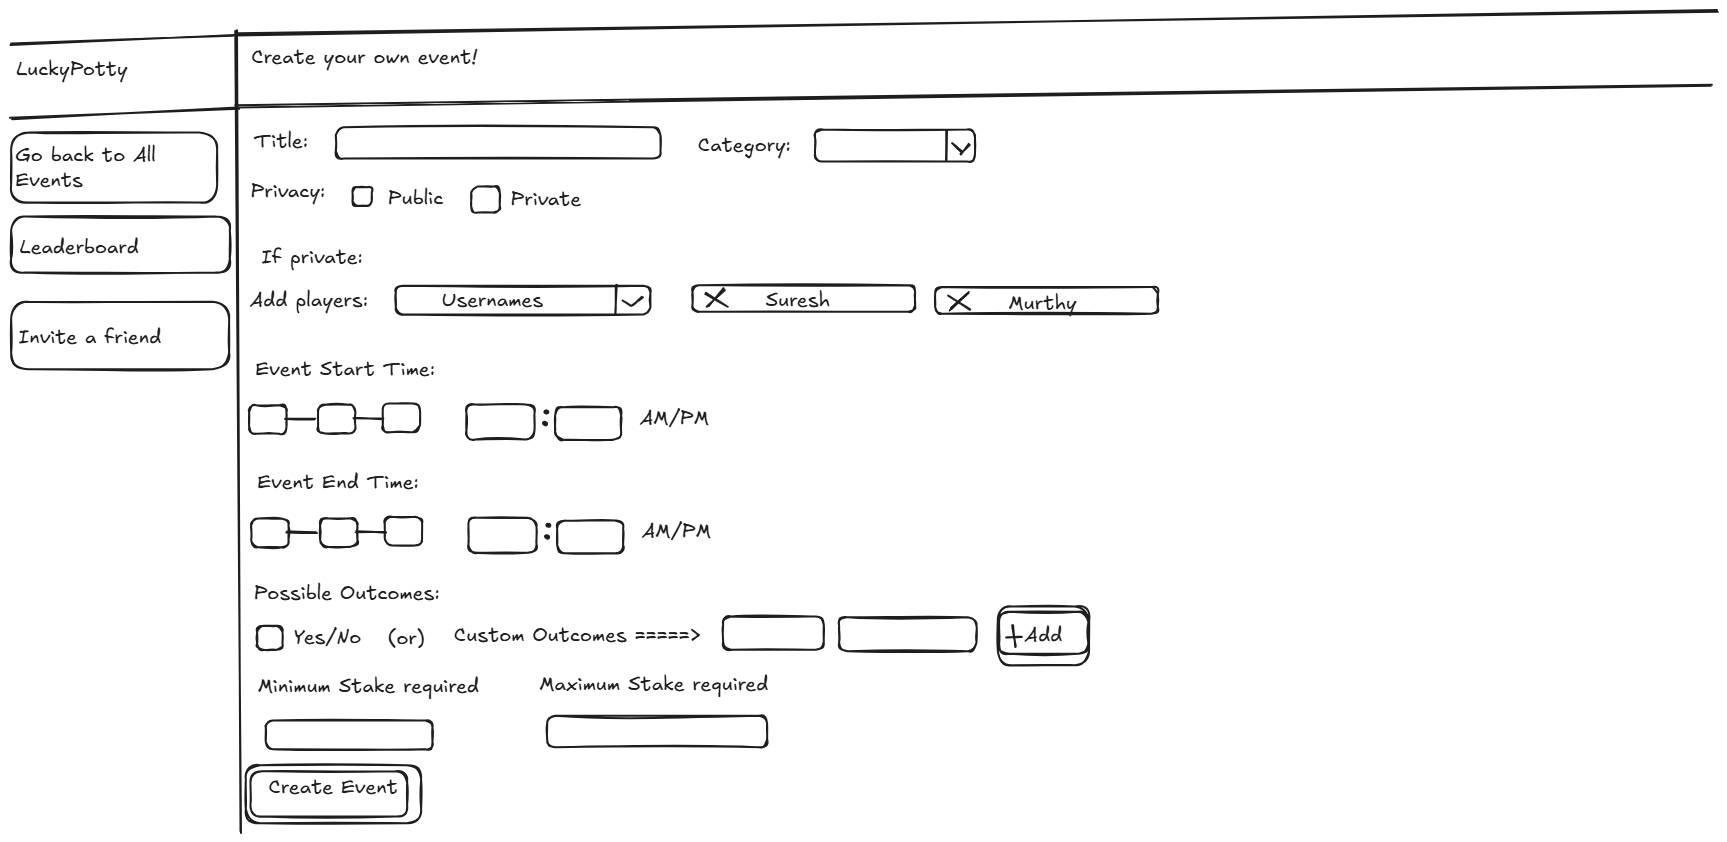 LuckyPotty
Create your own event!
Go back to All
Events
Leaderboard
Invite a friend
Title:
Category:
Privacy:
Public
Private
If private:
Add players:
Usernames
Suresh
Murthy
Event Start Time:
:
AM/PM
Event End Time:
:
AM/PM
Possible Outcomes:
Yes/No
(or)
Custom Outcomes =====>
+Add
Minimum Stake required
Maximum Stake required
Create Event